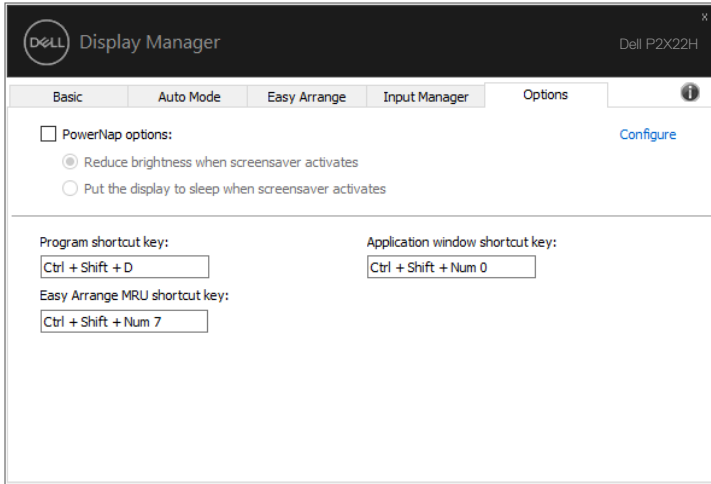 x
DELL Display Manager Dell P2X22H
Basic Auto Mode Easy Arrange Input Manager Options i
PowerNap options: Configure
Reduce brightness when screensaver activates
Put the display to sleep when screensaver activates
Program shortcut key: Application window shortcut key:
Ctrl + Shift + D Ctrl + Shift + Num 0
Easy Arrange MRU shortcut key:
Ctrl + Shift + Num 7